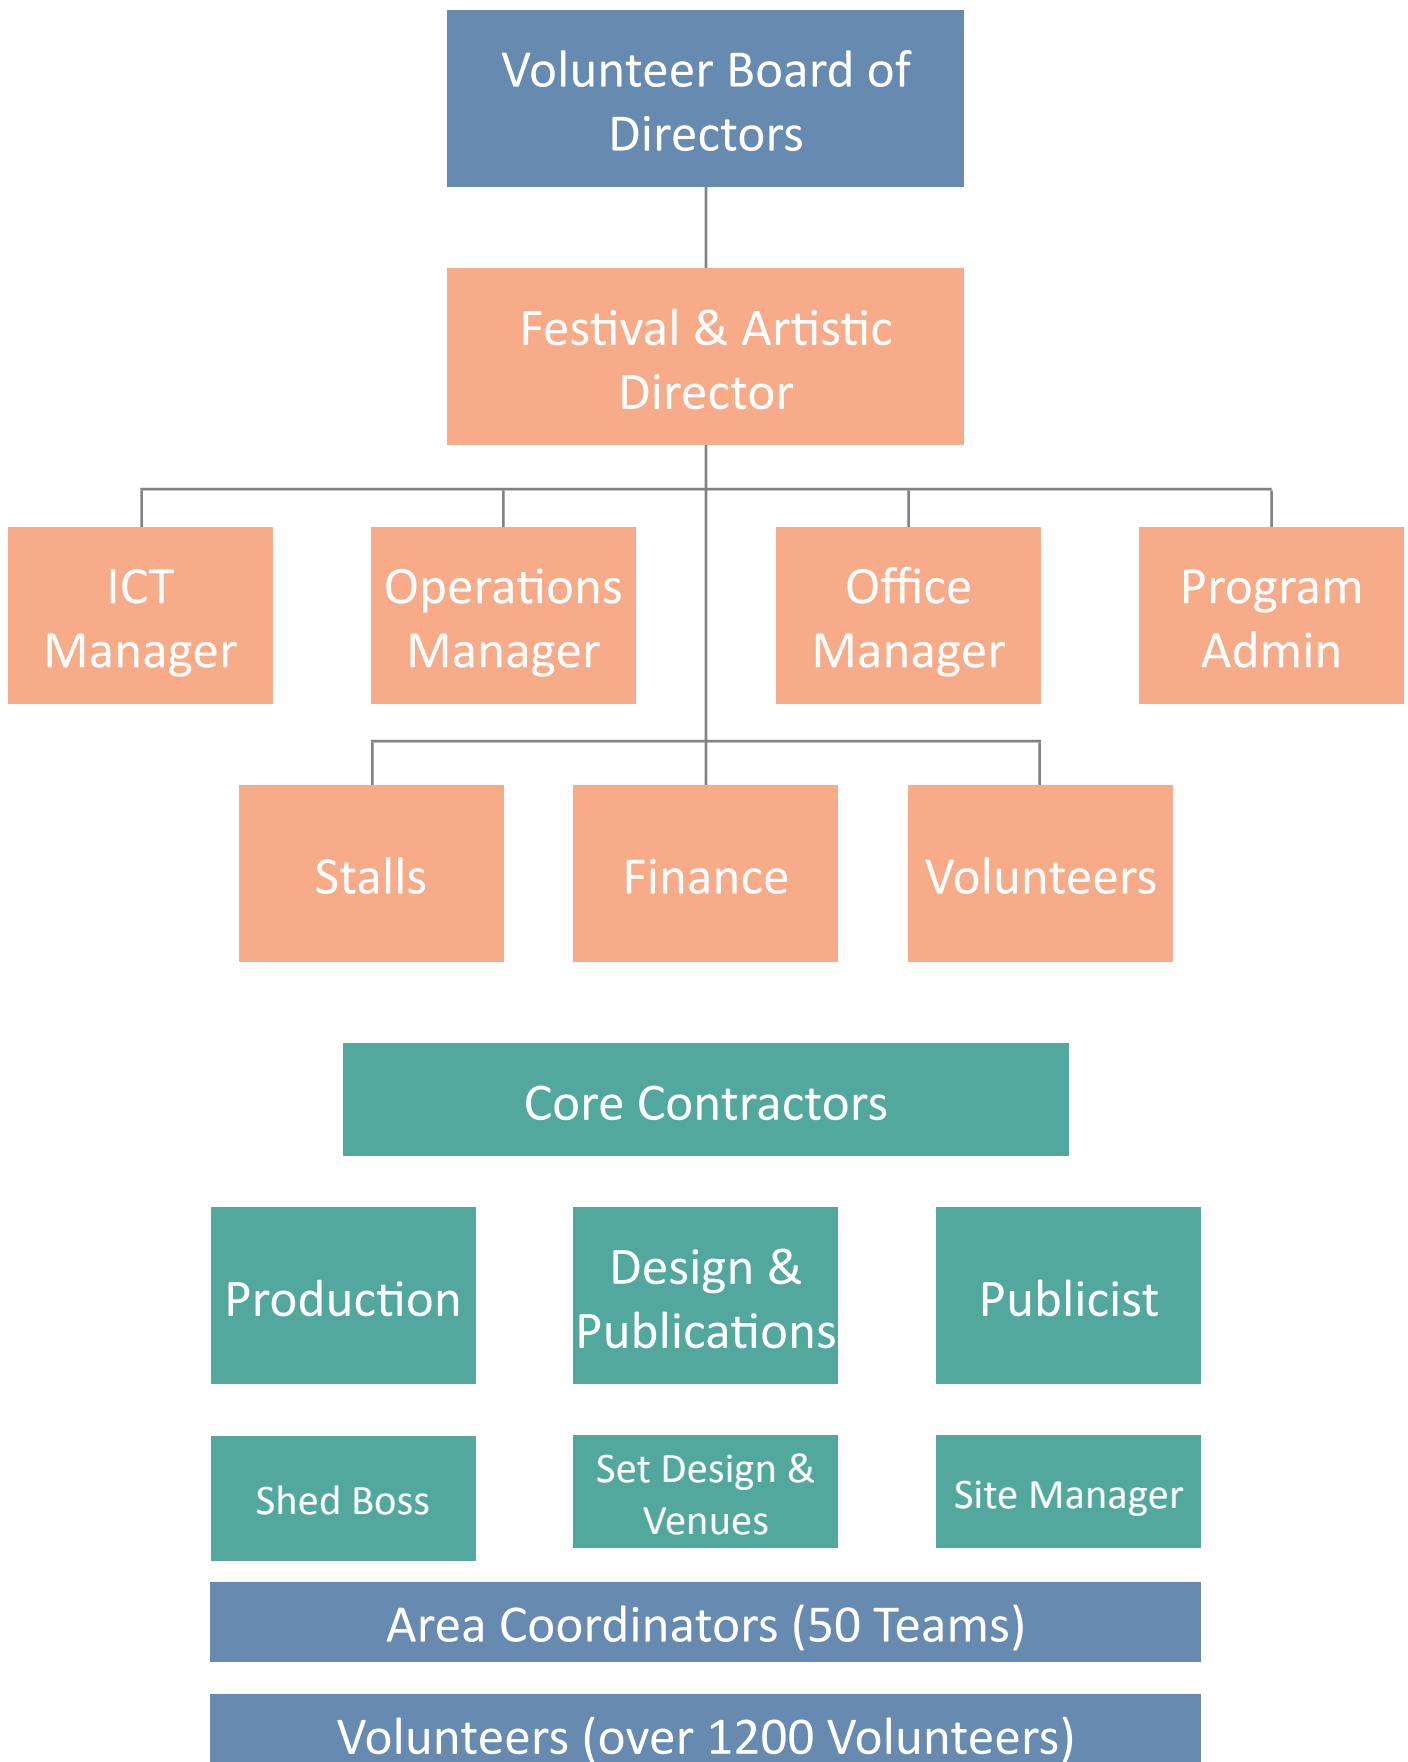 Volunteer Board of
Directors
Festival & Artistic
Director
ICT
Manager
Operations
Manager
Office
Manager
Program
Admin
Stalls
Finance
Volunteers
Core Contractors
Production
Design &
Publications
Publicist
Shed Boss
Set Design &
Venues
Site Manager
Area Coordinators (50 Teams)
Volunteers (over 1200 Volunteers)